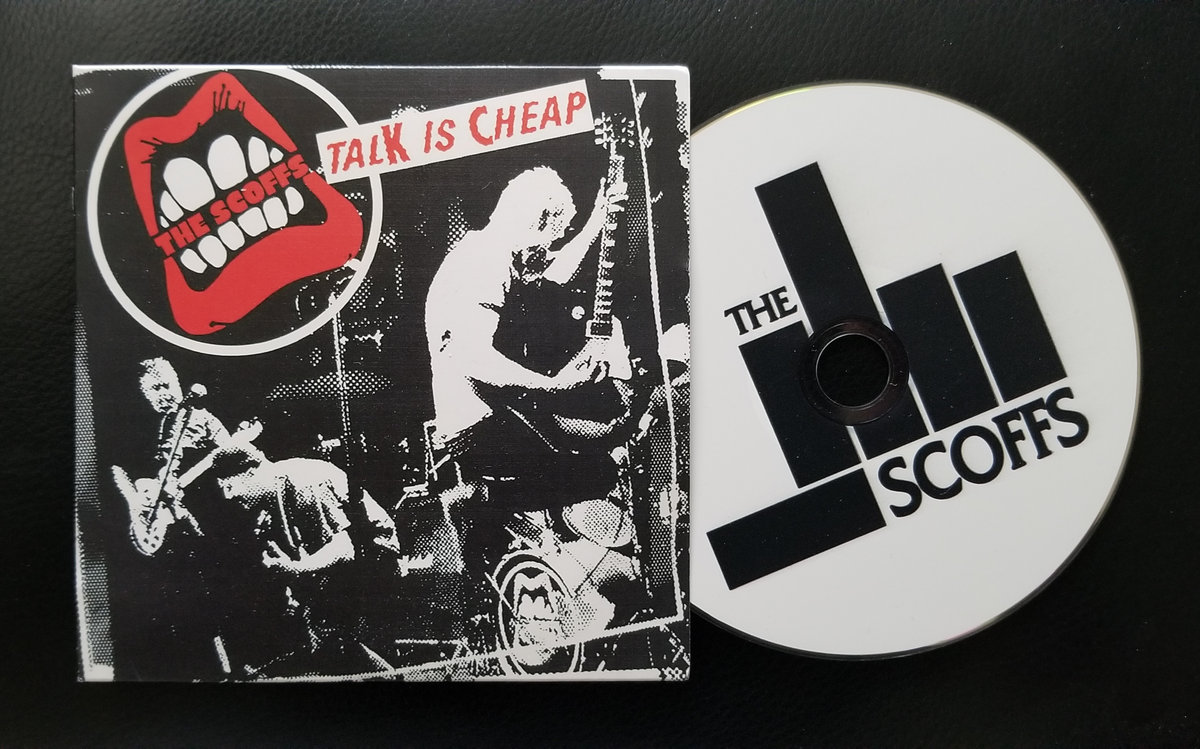 THE SCOFFS
TALK IS CHEAP
THE
SCOFFS